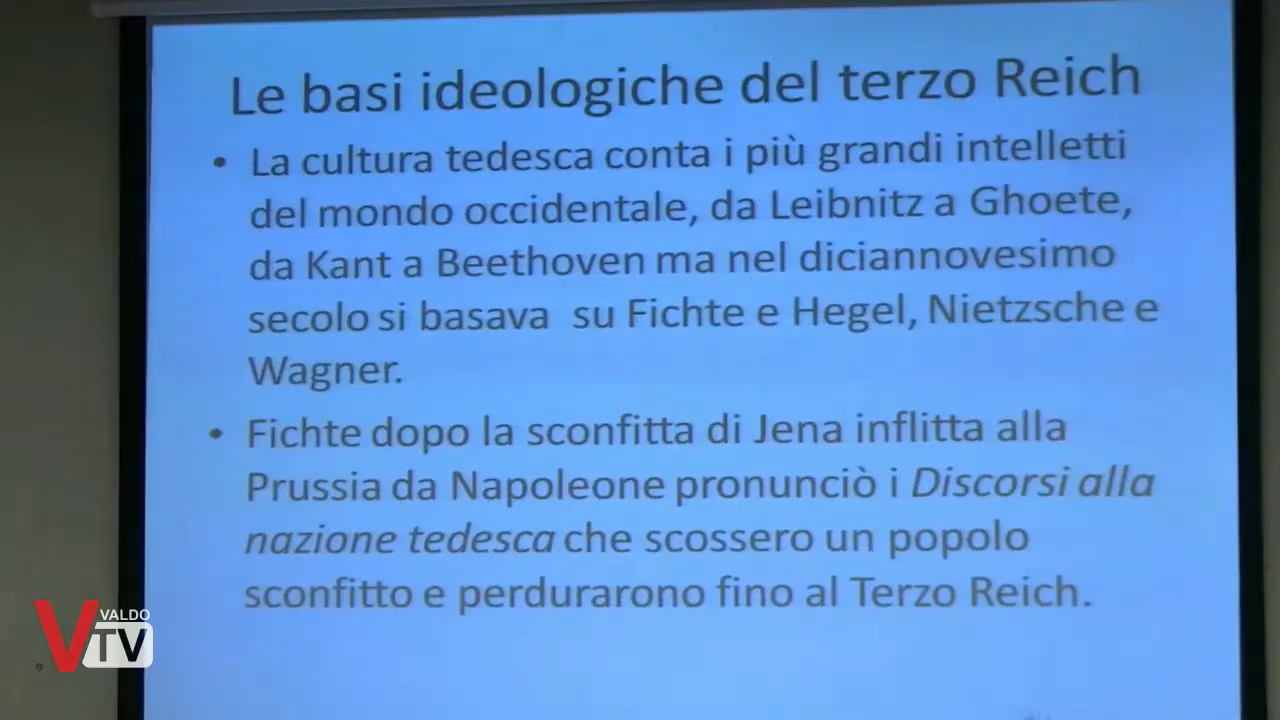 Le basi ideologiche del terzo Reich
• La cultura tedesca conta i più grandi intelletti
del mondo occidentale, da Leibnitz a Ghoete,
da Kant a Beethoven ma nel diciannovesimo
secolo si basava su Fichte e Hegel, Nietzsche e
Wagner.
• Fichte dopo la sconfitta di Jena inflitta alla
Prussia da Napoleone pronunciò i Discorsi alla
nazione tedesca che scossero un popolo
sconfitto e perdurarono fino al Terzo Reich.
VALDO
VTV
®